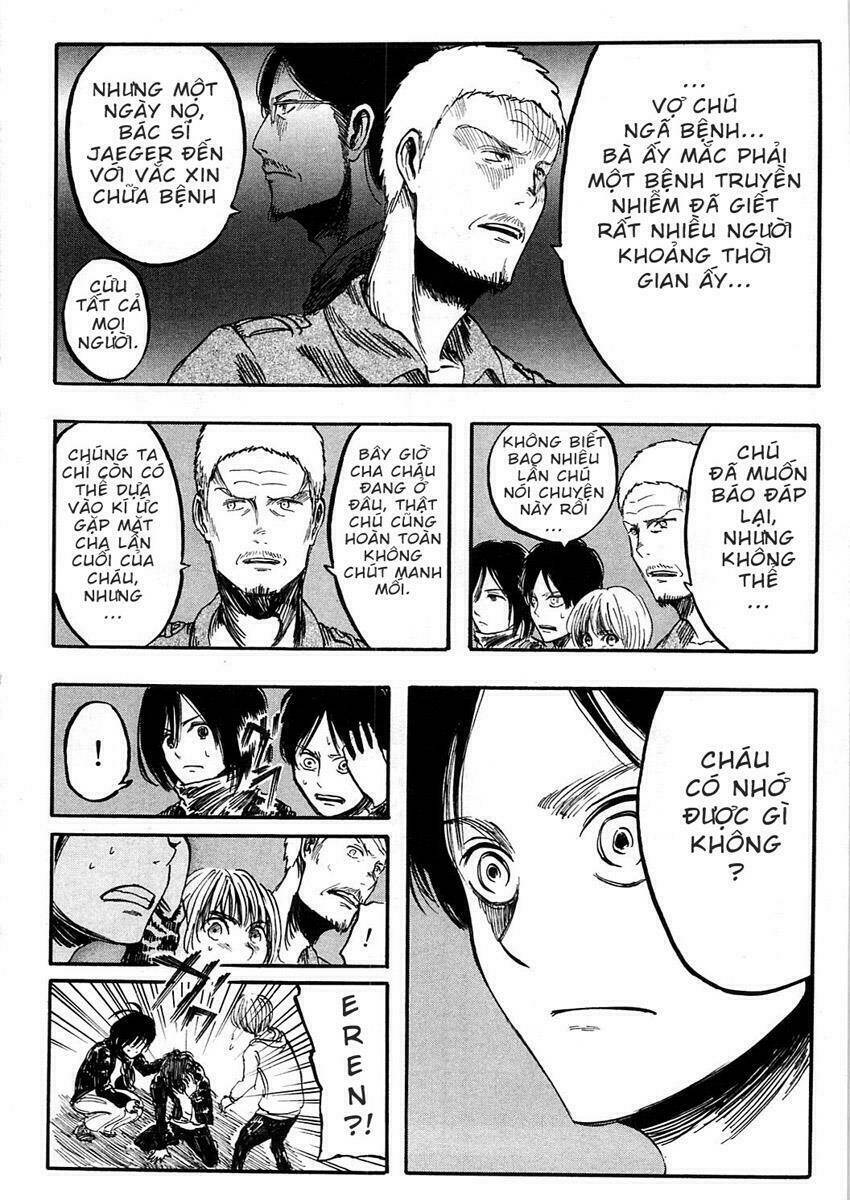 ...
VỢ CHÚ
NGÃ BỆNH...
BÀ ẤY MẮC PHẢI
MỘT BỆNH TRUYỀN
NHIỄM ĐÃ GIẾT
RẤT NHIỀU NGƯỜI
KHOẢNG THỜI
GIAN ẤY...
NHƯNG MỘT
NGÀY NỌ,
BÁC SĨ
JAEGER ĐẾN
VỚI VẮC XIN
CHỮA BỆNH
CỨU
TẤT CẢ
MỌI
NGƯỜI.
CHÚ
ĐÃ MUỐN
BÁO ĐÁP
LẠI,
NHƯNG
KHÔNG
THỂ
...
KHÔNG BIẾT
BAO NHIÊU
LẦN CHÚ
NÓI CHUYỆN
NÀY RỒI
...
BÂY GIỜ
CHA CHÁU
ĐANG Ở
ĐÂU, THẬT
CHÚ CŨNG
HOÀN TOÀN
KHÔNG
CHÚT MANH
MỐI.
CHÚNG TA
CHỈ CÒN CÓ
THỂ DỰA
VÀO KÍ ỨC
GẶP MẶT
CHA LẦN
CUỐI CỦA
CHÁU,
NHƯNG
...
CHÁU
CÓ NHỚ
ĐƯỢC GÌ
KHÔNG
?
!
!
EREN?!